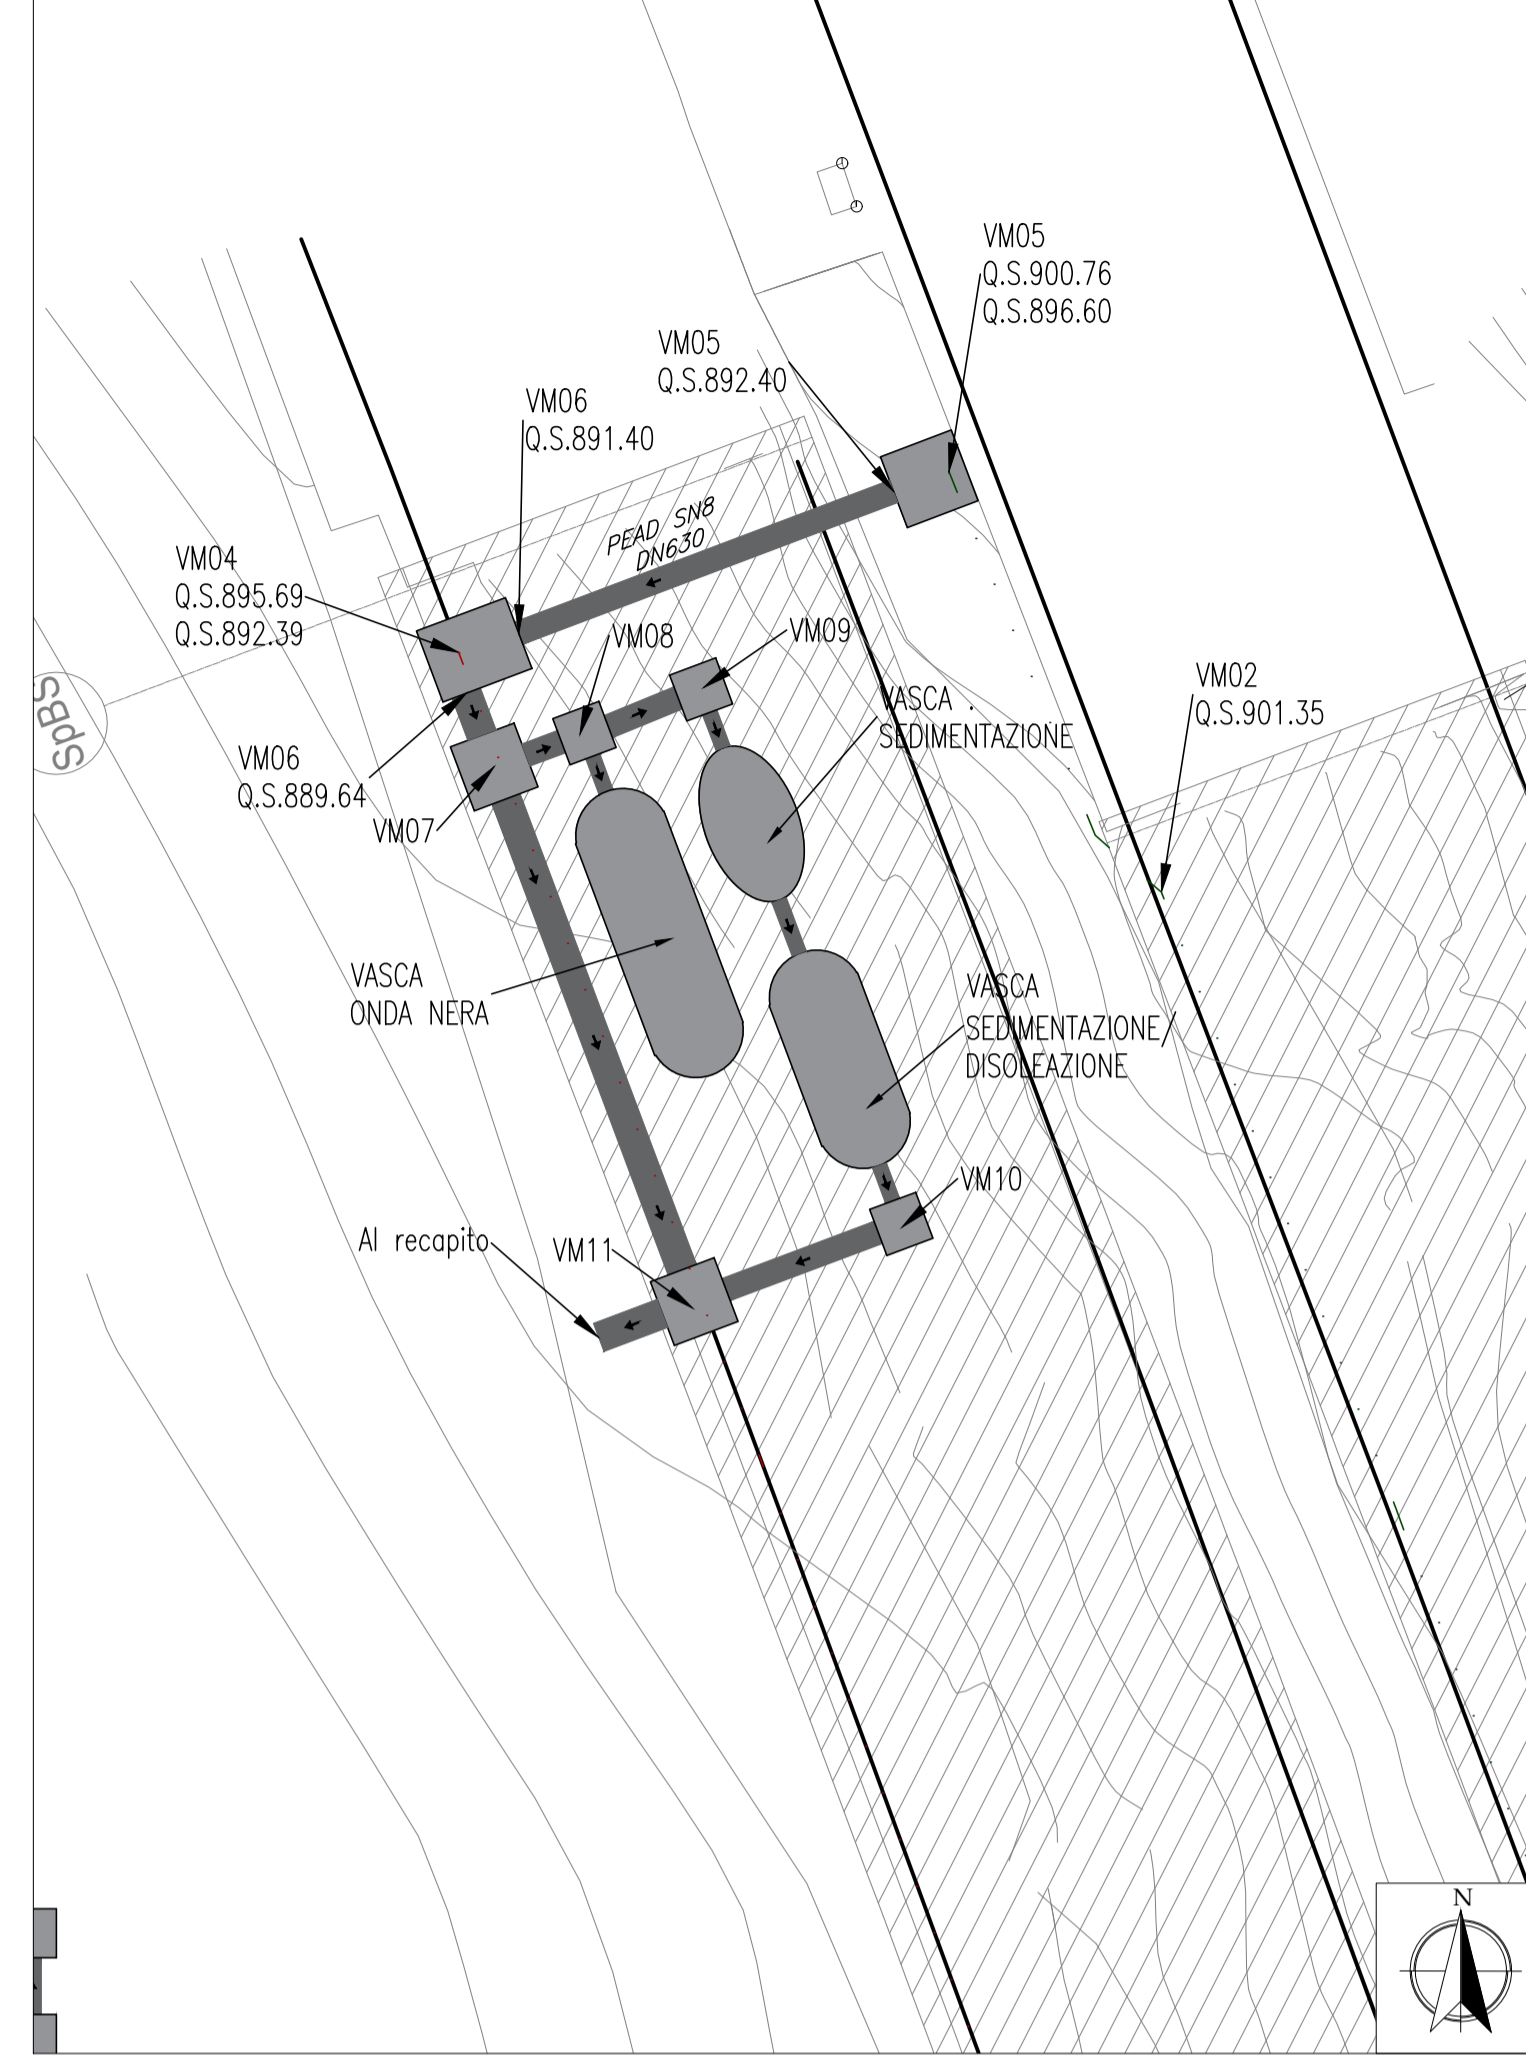 VM05
Q.S.900.76
Q.S.896.60
VM05
Q.S.892.40
VM06
Q.S.891.40
PEAD SN8
DN630
VM04
Q.S.895.69
Q.S.892.39
VM08
VM09
VM02
Q.S.901.35
SpBS
VASCA .
SEDIMENTAZIONE
VM06
Q.S.889.64
VM07
VASCA
ONDA NERA
VASCA
SEDIMENTAZIONE/
DISOLEAZIONE
VM10
Al recapito
VM11
N